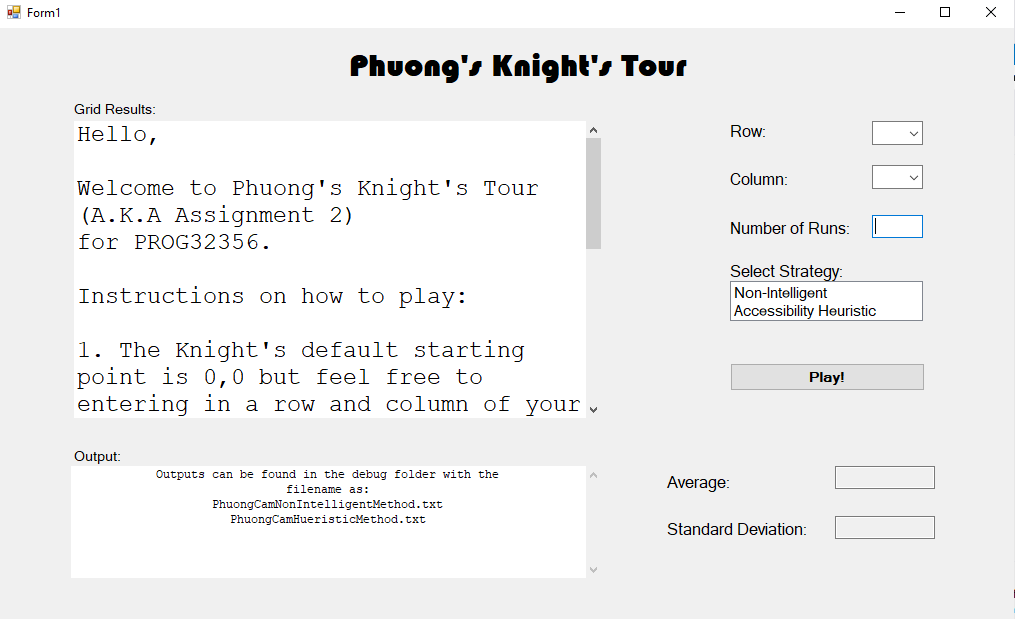 Form1
Phuong's Knight's Tour
Grid Results:
Hello,
Welcome to Phuong's Knight's Tour
(A.K.A Assignment 2)
for PROG32356.
Instructions on how to play:
1. The Knight's default starting
point is 0,0 but feel free to
entering in a row and column of your
Row:
Column:
Number of Runs:
Select Strategy:
Non-Intelligent
Accessibility Heuristic
Play!
Output:
Outputs can be found in the debug folder with the
filename as:
PhuongCamNonIntelligentMethod.txt
PhuongCamHueristicMethod.txt
Average:
Standard Deviation: